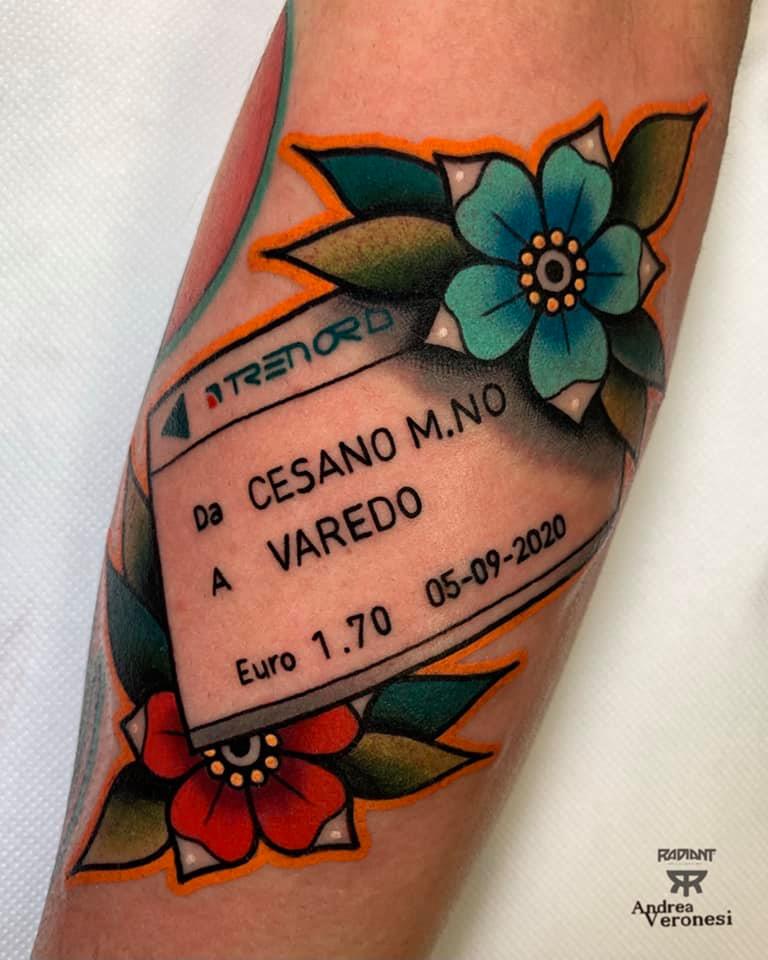 TRENORD
Da CESANO M.NO
A VAREDO
Euro 1.70 05-09-2020
RADIANT
Andrea
Veronesi